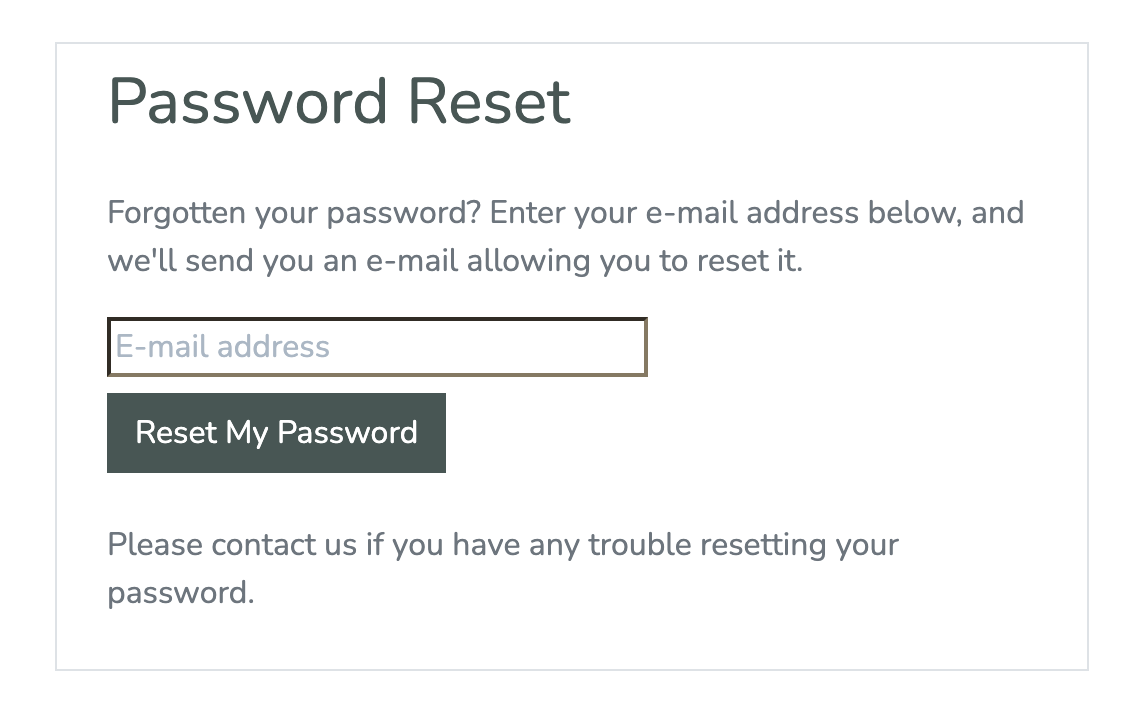 Password Reset
Forgotten your password? Enter your e-mail address below, and
we'll send you an e-mail allowing you to reset it.
E-mail address
Reset My Password
Please contact us if you have any trouble resetting your
password.